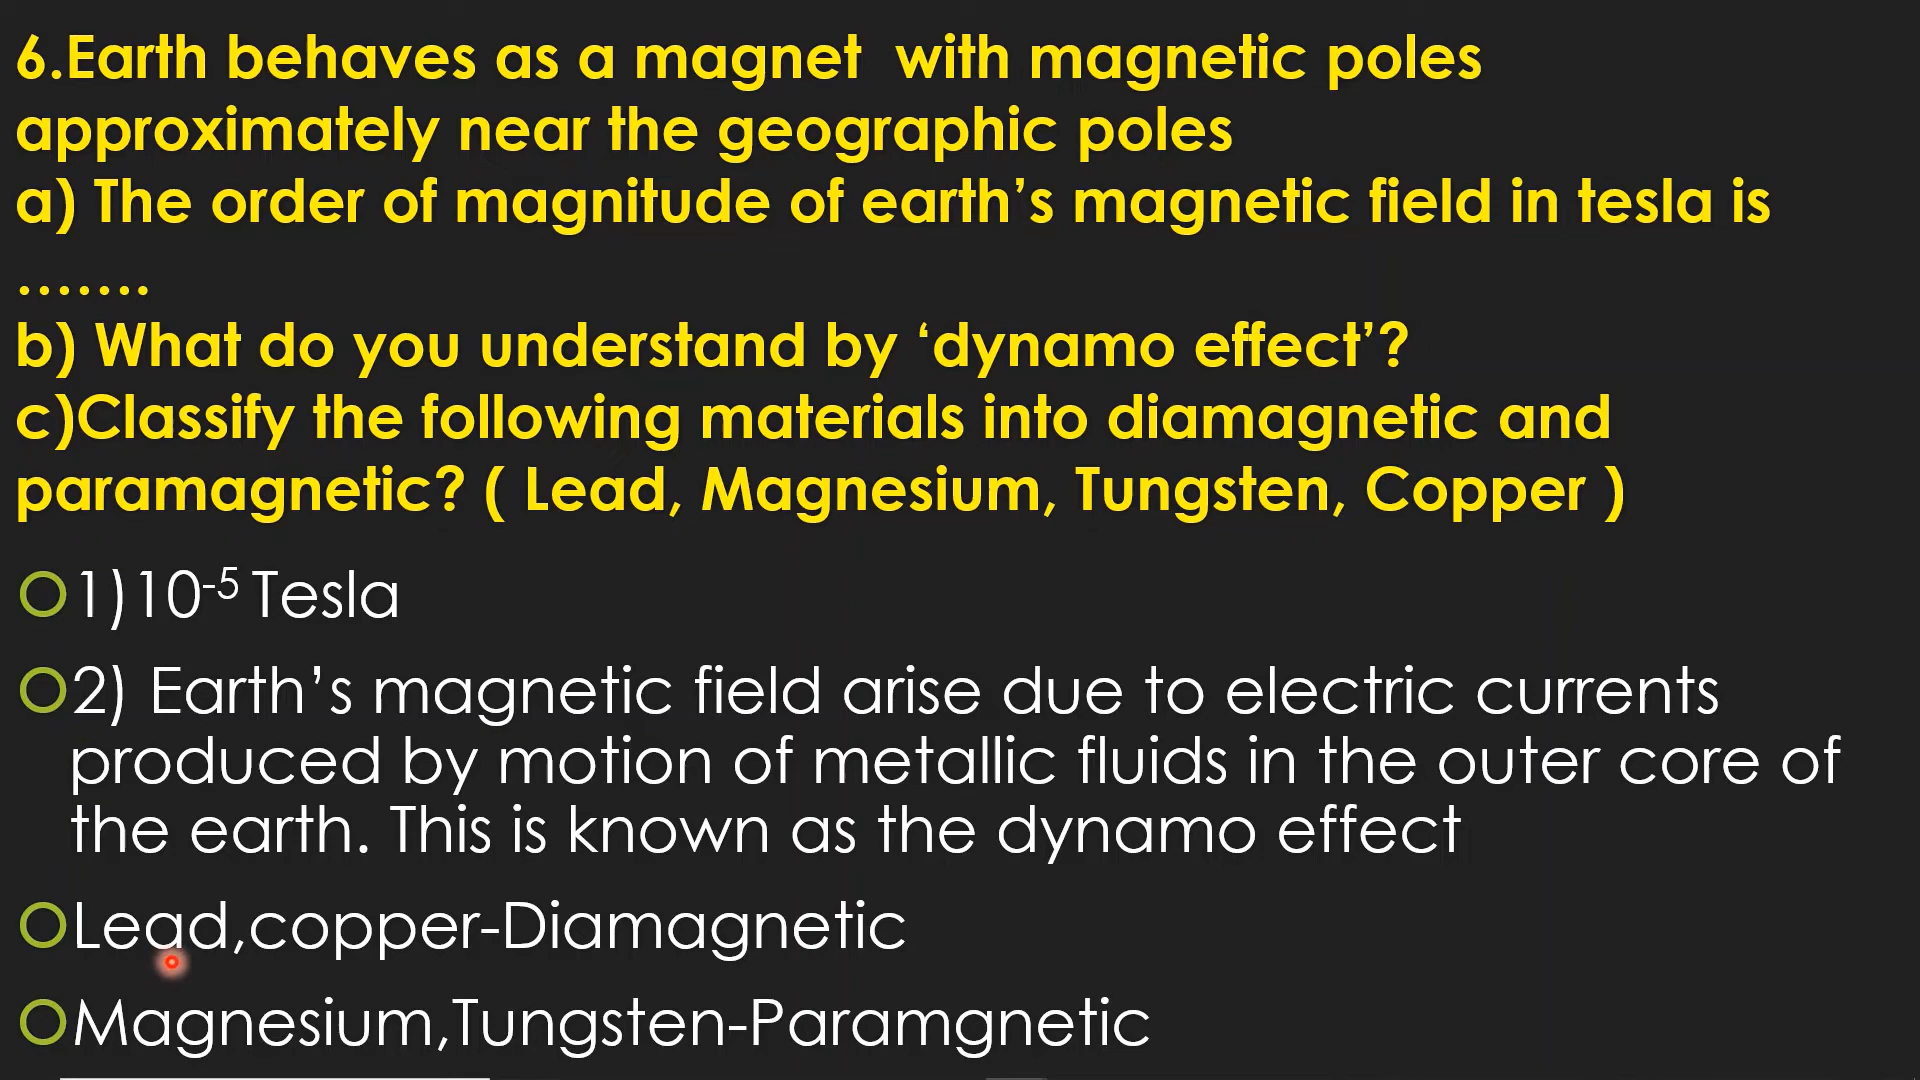 6.Earth behaves as a magnet with magnetic poles
approximately near the geographic poles
a) The order of magnitude of earth’s magnetic field in tesla is
.......
b) What do you understand by ‘dynamo effect’?
c)Classify the following materials into diamagnetic and
paramagnetic? ( Lead, Magnesium, Tungsten, Copper )
1)10⁻⁵ Tesla
2) Earth’s magnetic field arise due to electric currents
produced by motion of metallic fluids in the outer core of
the earth. This is known as the dynamo effect
Lead,copper-Diamagnetic
Magnesium,Tungsten-Paramgnetic